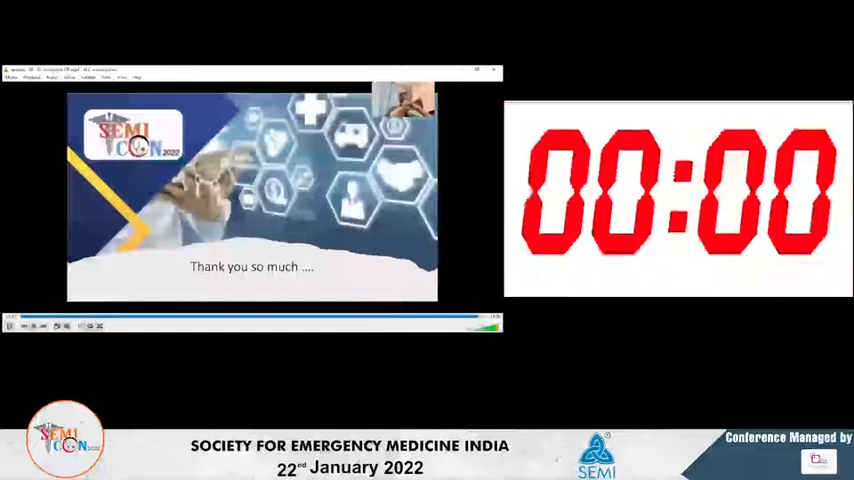 SEMI
CON 2022
Thank you so much ....
00:00
SEMI
CON 2022
SOCIETY FOR EMERGENCY MEDICINE INDIA
22nd January 2022
SEMI
Conference Managed by